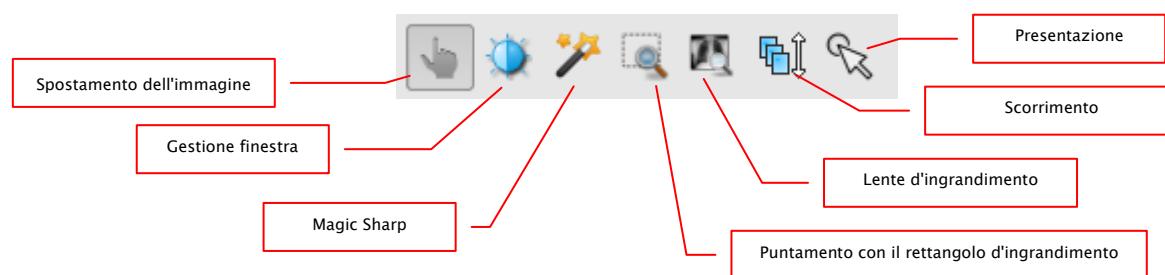 Presentazione
Spostamento dell'immagine
Scorrimento
Gestione finestra
Lente d'ingrandimento
Magic Sharp
Puntamento con il rettangolo d'ingrandimento